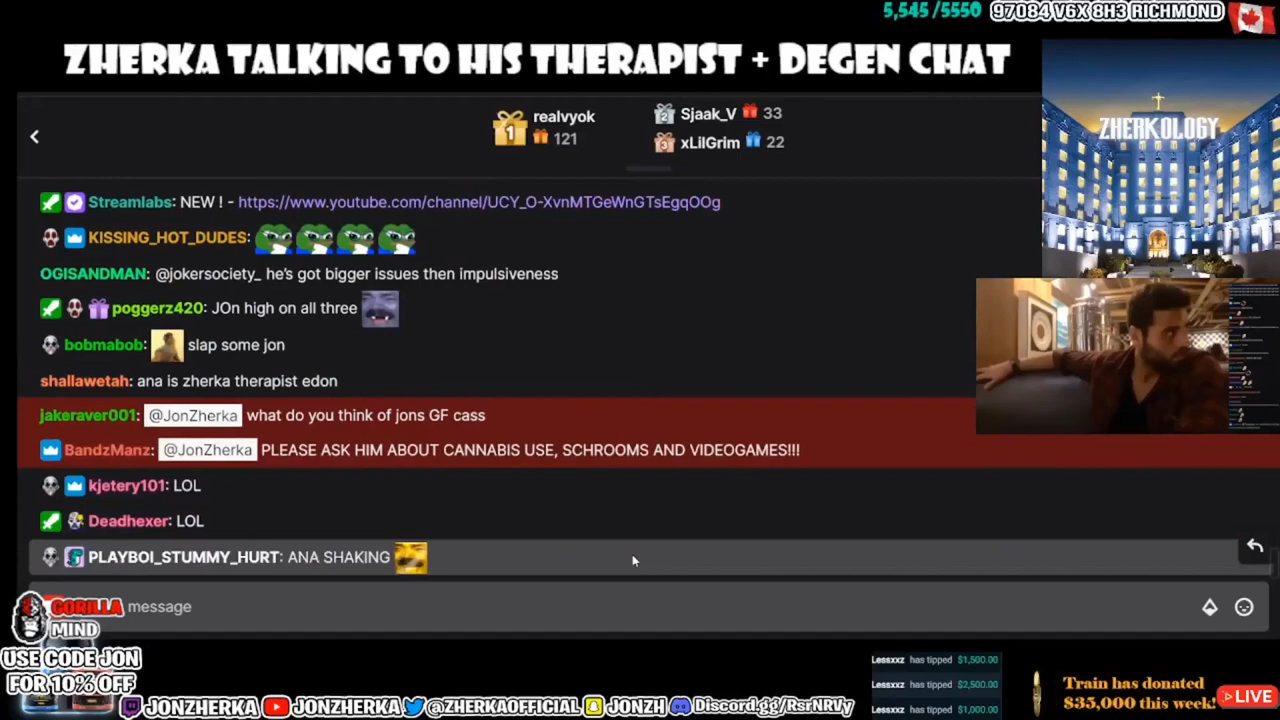 5,545 /5550
97084 V6X 8H3 RICHMOND
ZHERKA TALKING TO HIS THERAPIST + DEGEN CHAT
ZHERKOLOGY
1 realvyok
121
2 Sjaak_V 33
3 xLilGrim 22
Streamlabs: NEW ! - https://www.youtube.com/channel/UCY_O-XvnMTGeWnGTsEgqOOg
KISSING_HOT_DUDES:
OGISANDMAN: @jokersociety_ he's got bigger issues then impulsiveness
poggerz420: JOn high on all three
bobmabob: slap some jon
shallawetah: ana is zherka therapist edon
jakeraver001: @JonZherka what do you think of jons GF cass
BandzManz: @JonZherka PLEASE ASK HIM ABOUT CANNABIS USE, SCHROOMS AND VIDEOGAMES!!!
kjetery101: LOL
Deadhexer: LOL
PLAYBOI_STUMMY_HURT: ANA SHAKING
message
GORILLA
MIND
USE CODE JON
FOR 10% OFF
JONZHERKA JONZHERKA @ZHERKAOFFICIAL JONZH Discord.gg/RsrNRVy
Lessxxz has tipped $1,500.00
Lessxxz has tipped $2,500.00
Lessxxz has tipped $1,000.00
Train has donated
$35,000 this week!
LIVE